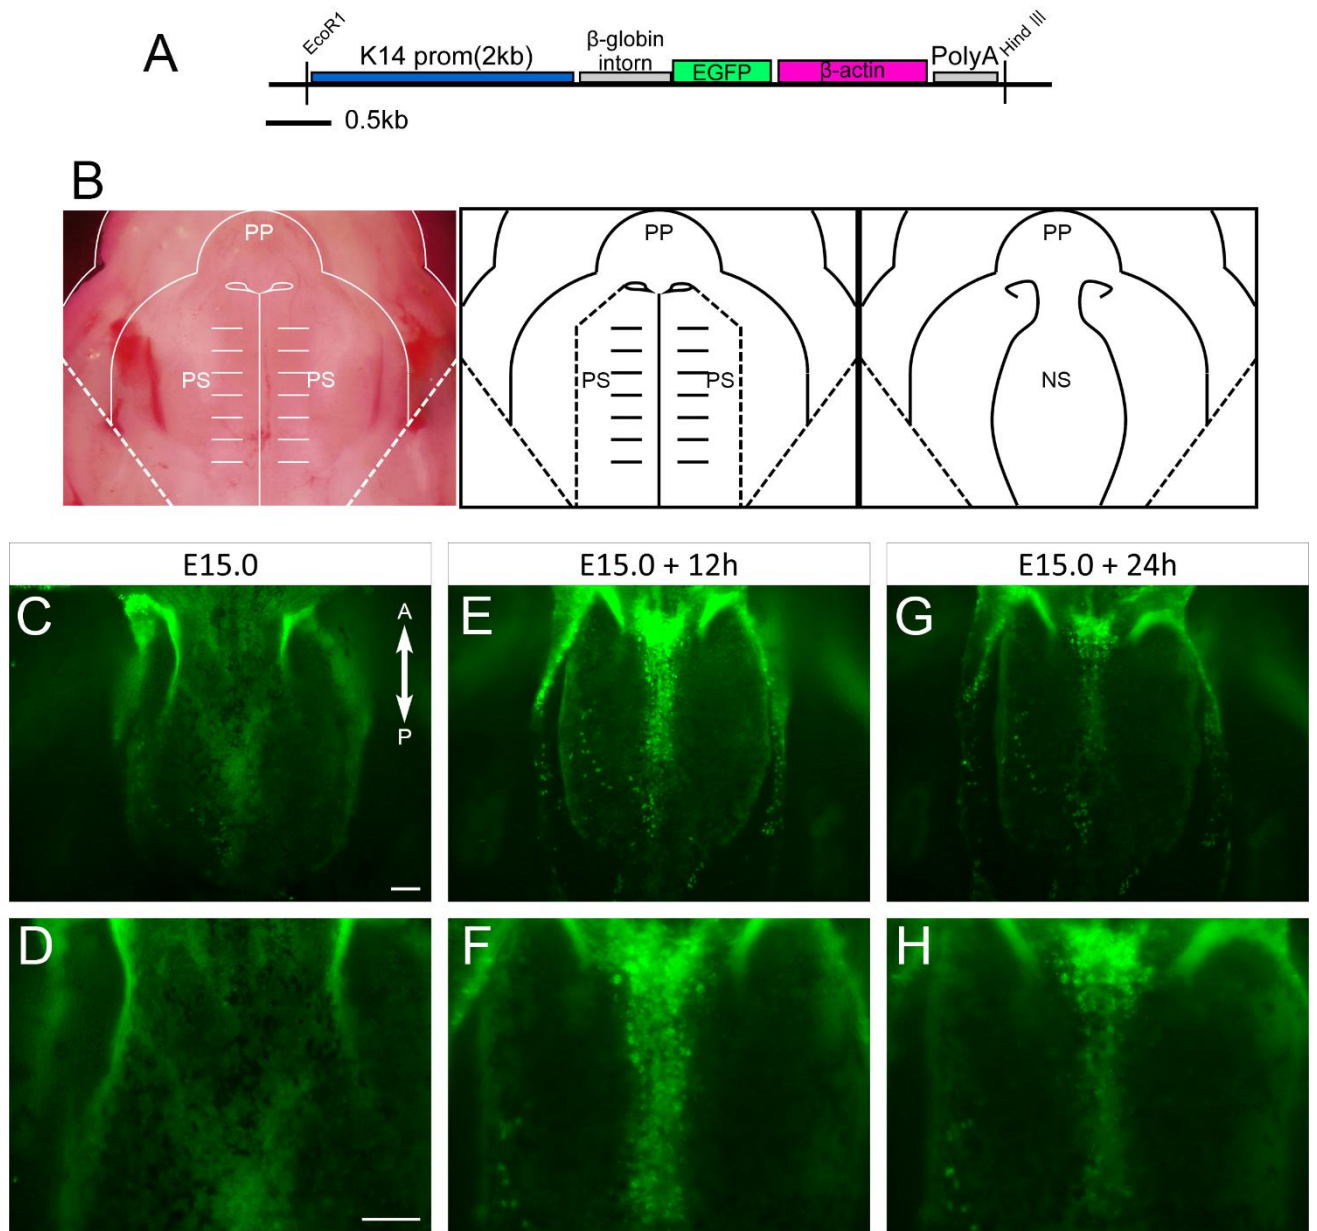 A
EcoR1
K14 prom(2kb)
β-globin
intorn
EGFP
β-actin
PolyA
Hind III
0.5kb
B
PP
PS
PS
PP
PS
PS
PP
NS
E15.0
E15.0 + 12h
E15.0 + 24h
C
A
P
E
G
D
F
H